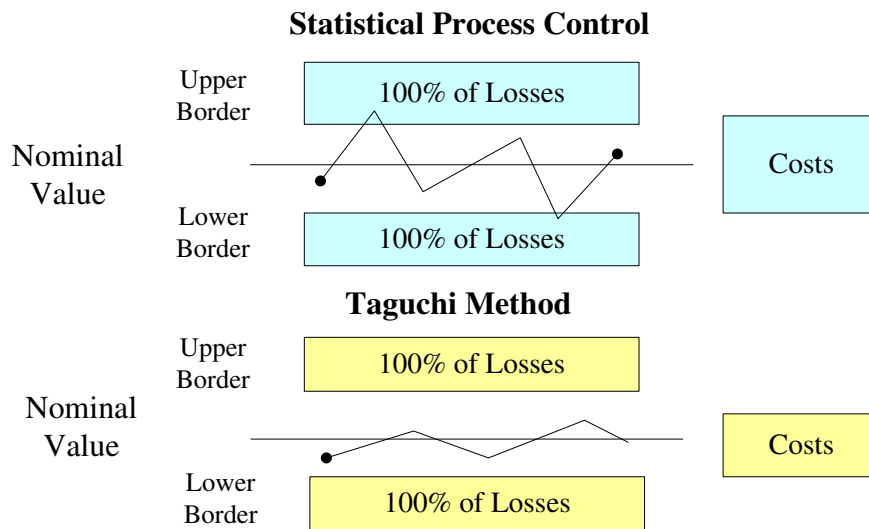 Statistical Process Control
Upper
Border
100% of Losses
Nominal
Value
Costs
Lower
Border
100% of Losses
Taguchi Method
Upper
Border
100% of Losses
Nominal
Value
Costs
Lower
Border
100% of Losses